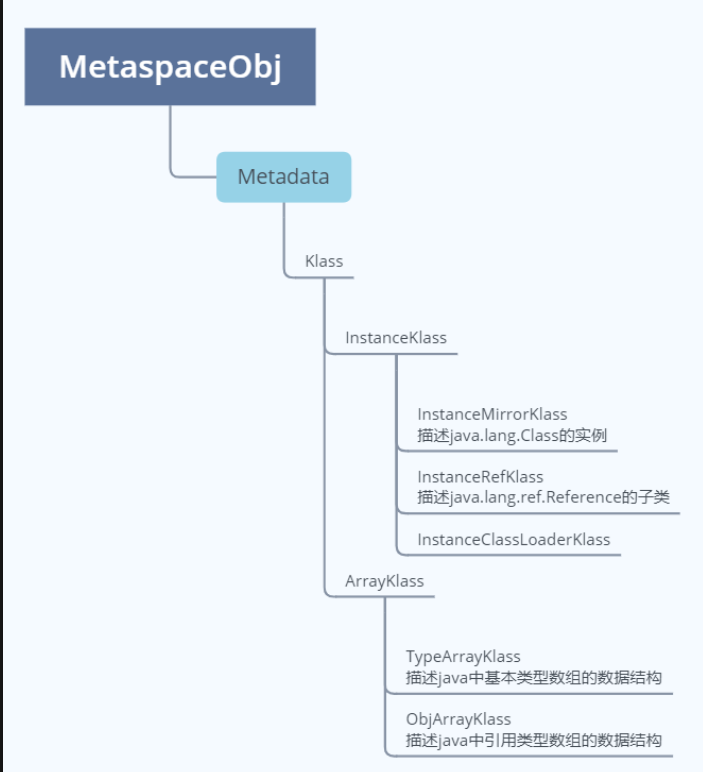 MetaspaceObj
Metadata
Klass
InstanceKlass
InstanceMirrorKlass
描述java.lang.Class的实例
InstanceRefKlass
描述java.lang.ref.Reference的子类
InstanceClassLoaderKlass
ArrayKlass
TypeArrayKlass
描述java中基本类型数组的数据结构
ObjArrayKlass
描述java中引用类型数组的数据结构